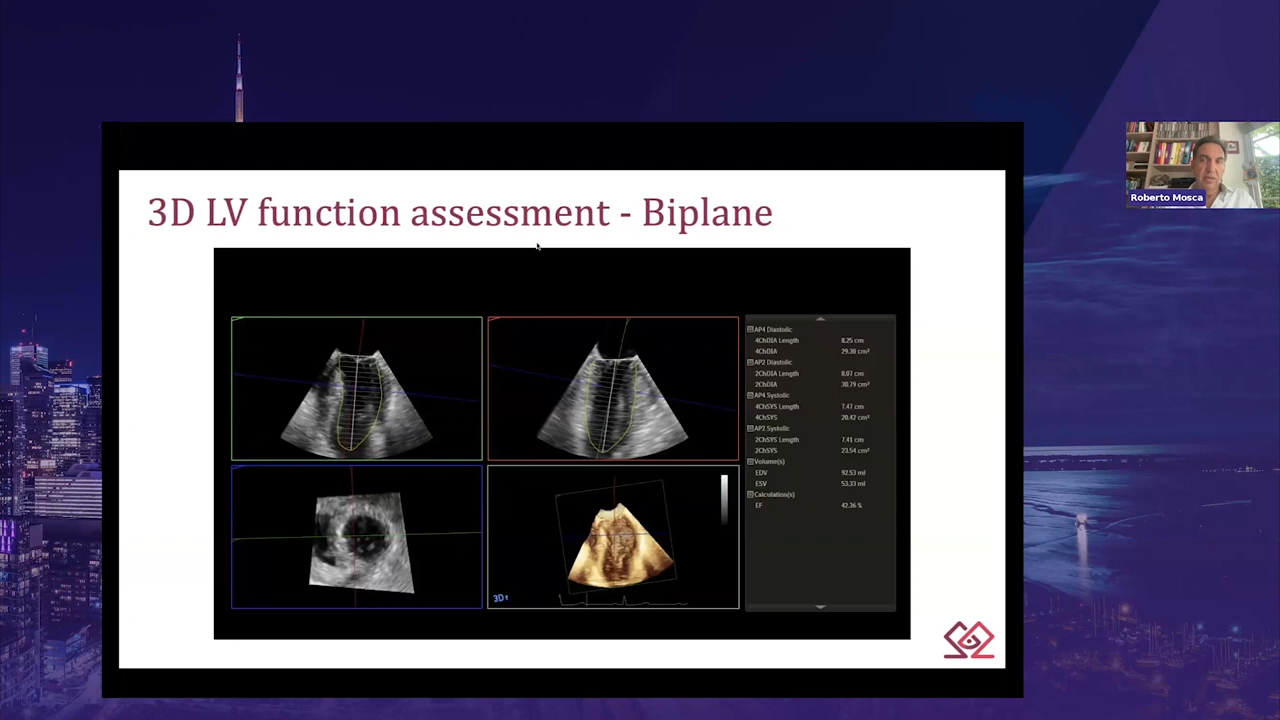 3D LV function assessment - Biplane
Roberto Mosca
AP4 Diastolic
4ChDIA Length 8.25 cm
4ChDIA 29.30 cm²
AP2 Diastolic
2ChDIA Length 8.07 cm
2ChDIA 30.79 cm²
AP4 Systolic
4ChSYS Length 7.47 cm
4ChSYS 20.42 cm²
AP2 Systolic
2ChSYS Length 7.41 cm
2ChSYS 23.54 cm²
Volume(s)
EDV 92.53 ml
ESV 53.33 ml
Calculation(s)
EF 42.36 %
3D